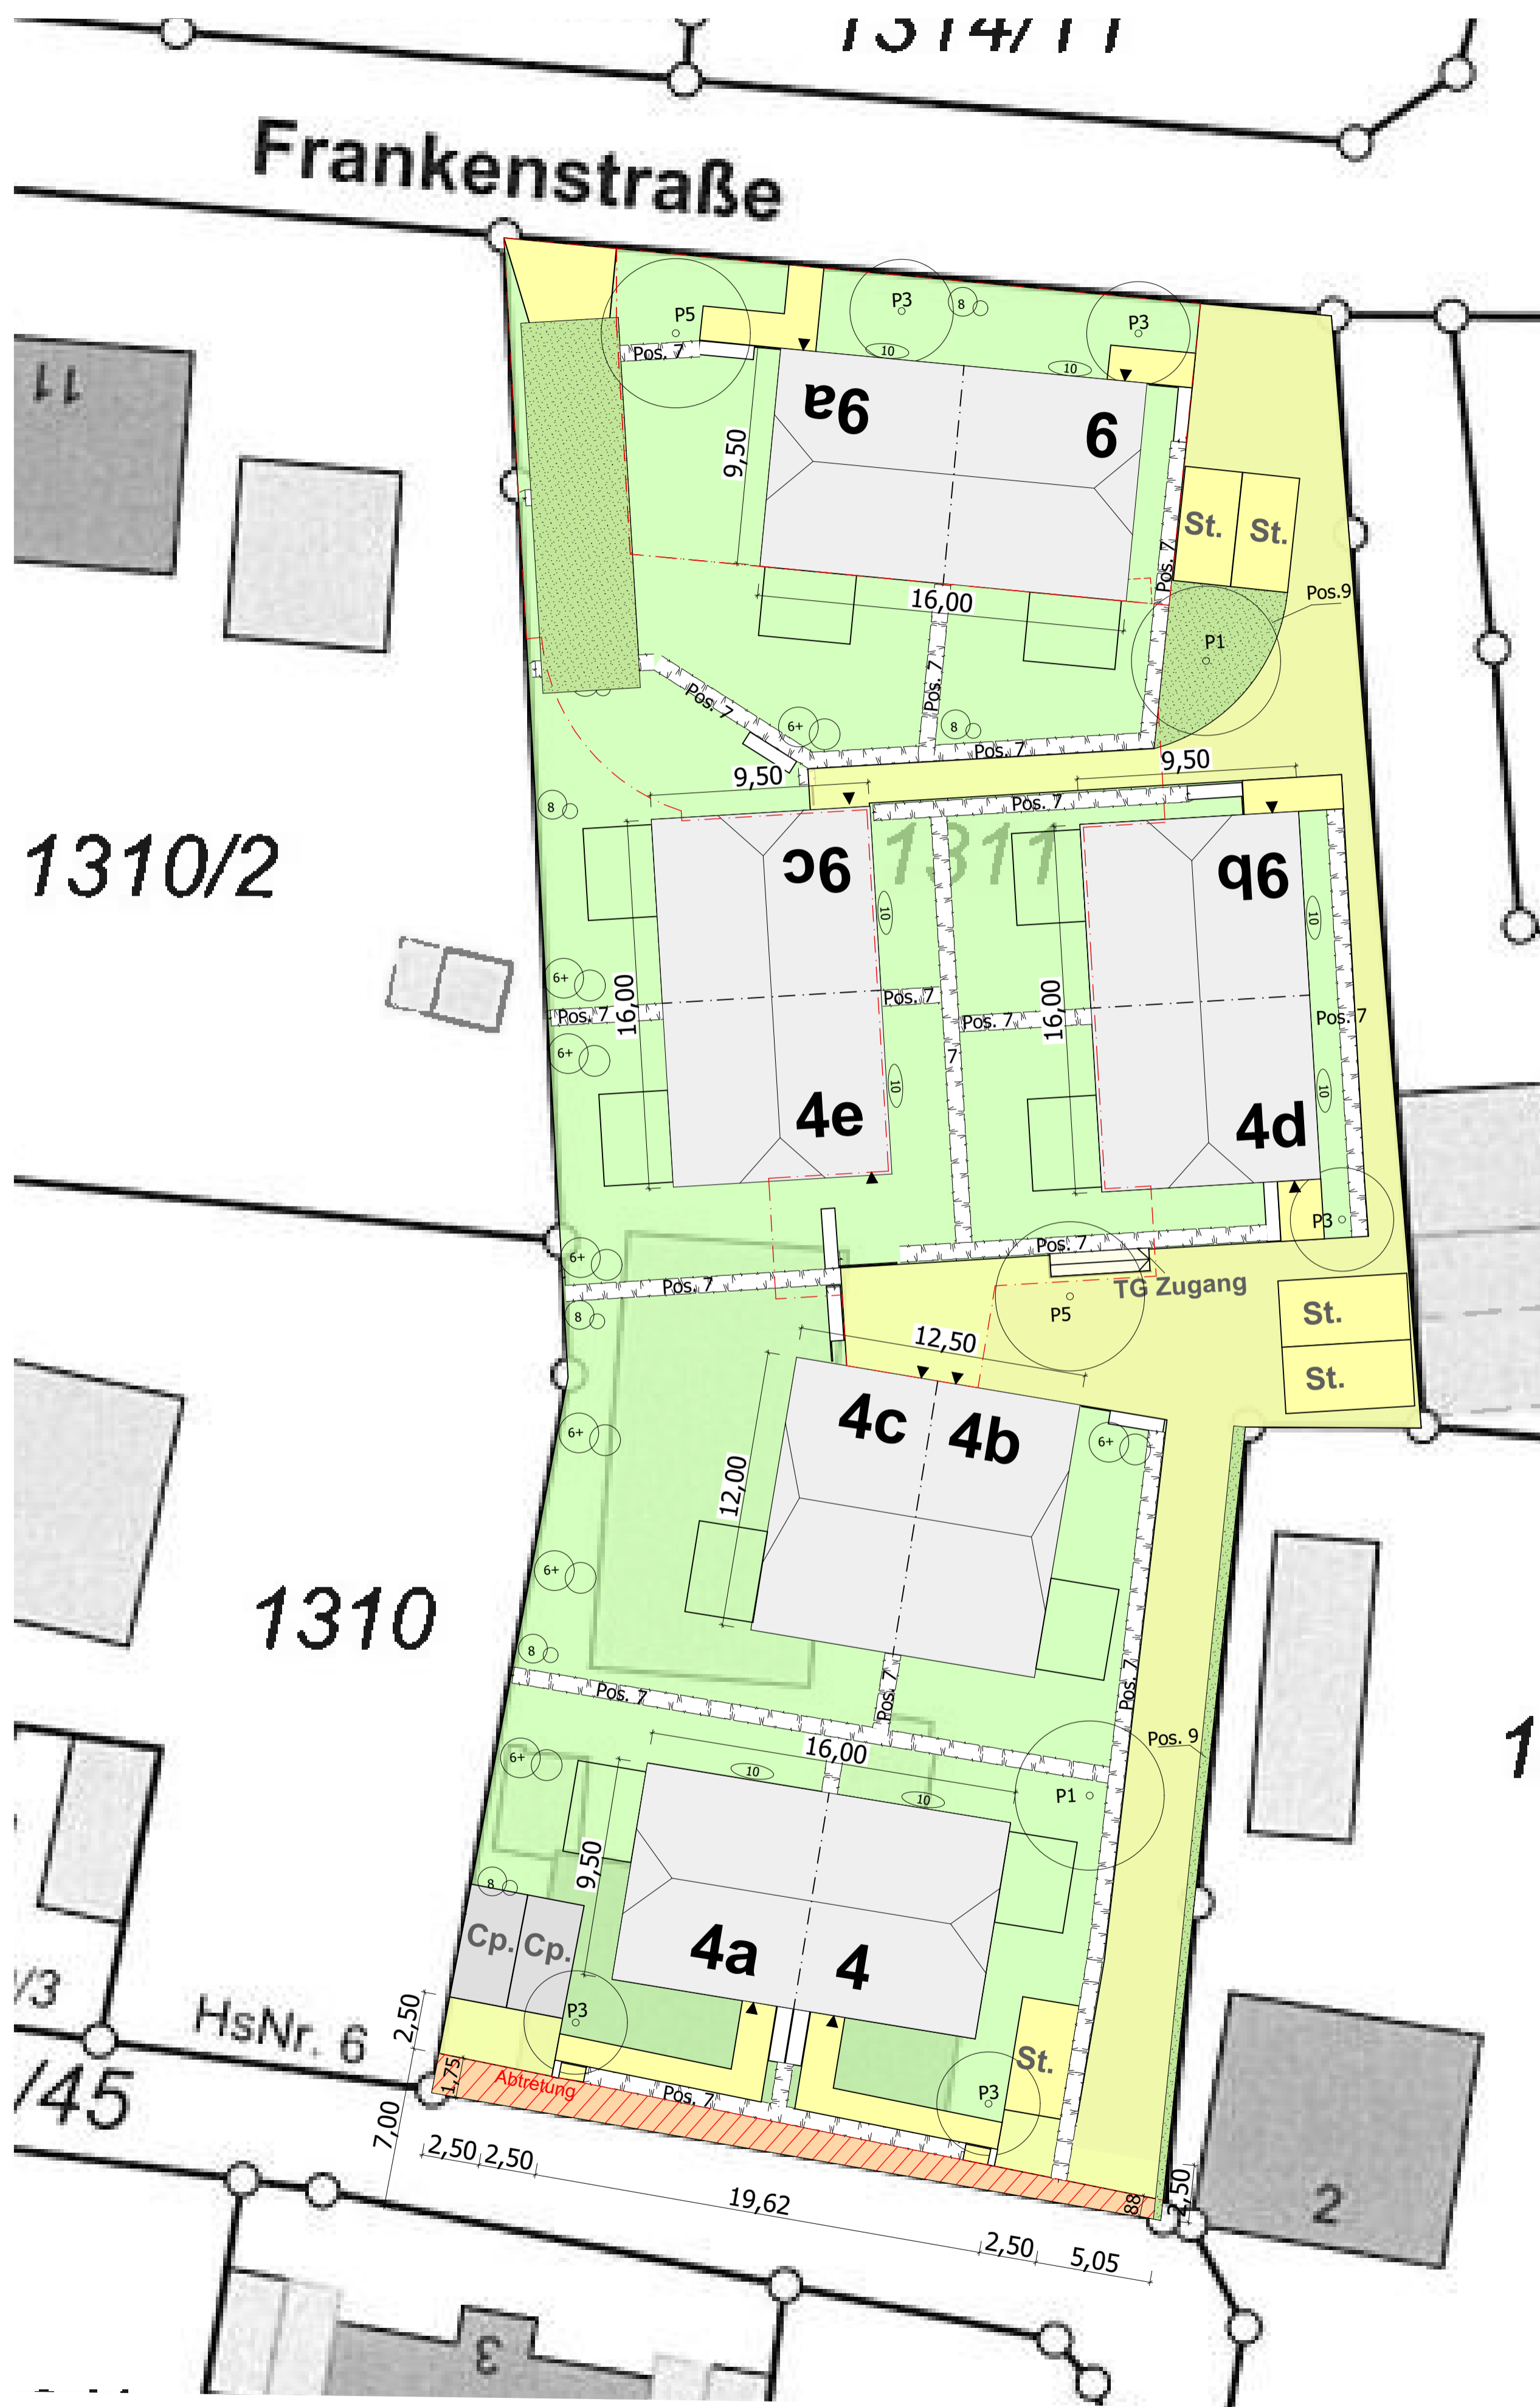 1314/11
Frankenstraße
P5
P3
8
P3
Pos. 7
10
10
11
6a
6
9,50
St.
St.
Pos. 7
Pos.9
16,00
P1
Pos. 7
Pos. 7
6+
8
Pos. 7
9,50
9,50
8
Pos. 7
1310/2
6c
1311
6b
10
10
6+
16,00
Pos. 7
Pos. 7
16,00
Pos. 7
Pos. 7
6+
7
10
10
4e
4d
P3
6+
Pos. 7
Pos. 7
TG Zugang
8
P5
St.
12,50
St.
4c
4b
6+
6+
12,00
6+
1310
8
Pos. 7
Pos. 7
Pos. 7
Pos. 9
1
6+
16,00
10
10
P1
9,50
8
Cp.
Cp.
4a
4
/3
HsNr. 6
2,50
P3
St.
/45
1,75
Abtretung
Pos. 7
P3
7,00
2,50
2,50
19,62
88
2,50
2
2,50
5,05
3